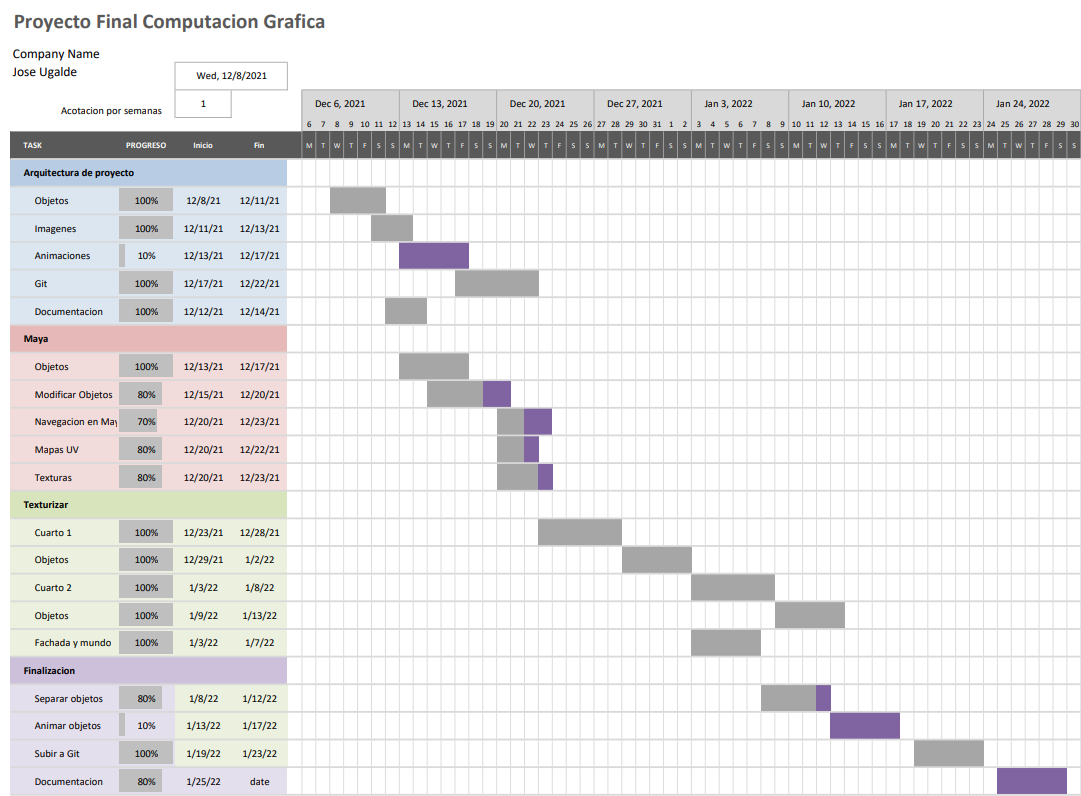 Proyecto Final Computacion Grafica
Company Name
Jose Ugalde
Wed, 12/8/2021
Acotacion por semanas 1
Dec 6, 2021 Dec 13, 2021 Dec 20, 2021 Dec 27, 2021 Jan 3, 2022 Jan 10, 2022 Jan 17, 2022 Jan 24, 2022
6 7 8 9 10 11 12 13 14 15 16 17 18 19 20 21 22 23 24 25 26 27 28 29 30 31 1 2 3 4 5 6 7 8 9 10 11 12 13 14 15 16 17 18 19 20 21 22 23 24 25 26 27 28 29 30
TASK PROGRESO Inicio Fin M T W T F S S M T W T F S S M T W T F S S M T W T F S S M T W T F S S M T W T F S S M T W T F S S M T W T F S S
Arquitectura de proyecto
Objetos 100% 12/8/21 12/11/21
Imagenes 100% 12/11/21 12/13/21
Animaciones 10% 12/13/21 12/17/21
Git 100% 12/17/21 12/22/21
Documentacion 100% 12/12/21 12/14/21
Maya
Objetos 100% 12/13/21 12/17/21
Modificar Objetos 80% 12/15/21 12/20/21
Navegacion en May 70% 12/20/21 12/23/21
Mapas UV 80% 12/20/21 12/22/21
Texturas 80% 12/20/21 12/23/21
Texturizar
Cuarto 1 100% 12/23/21 12/28/21
Objetos 100% 12/29/21 1/2/22
Cuarto 2 100% 1/3/22 1/8/22
Objetos 100% 1/9/22 1/13/22
Fachada y mundo 100% 1/3/22 1/7/22
Finalizacion
Separar objetos 80% 1/8/22 1/12/22
Animar objetos 10% 1/13/22 1/17/22
Subir a Git 100% 1/19/22 1/23/22
Documentacion 80% 1/25/22 date